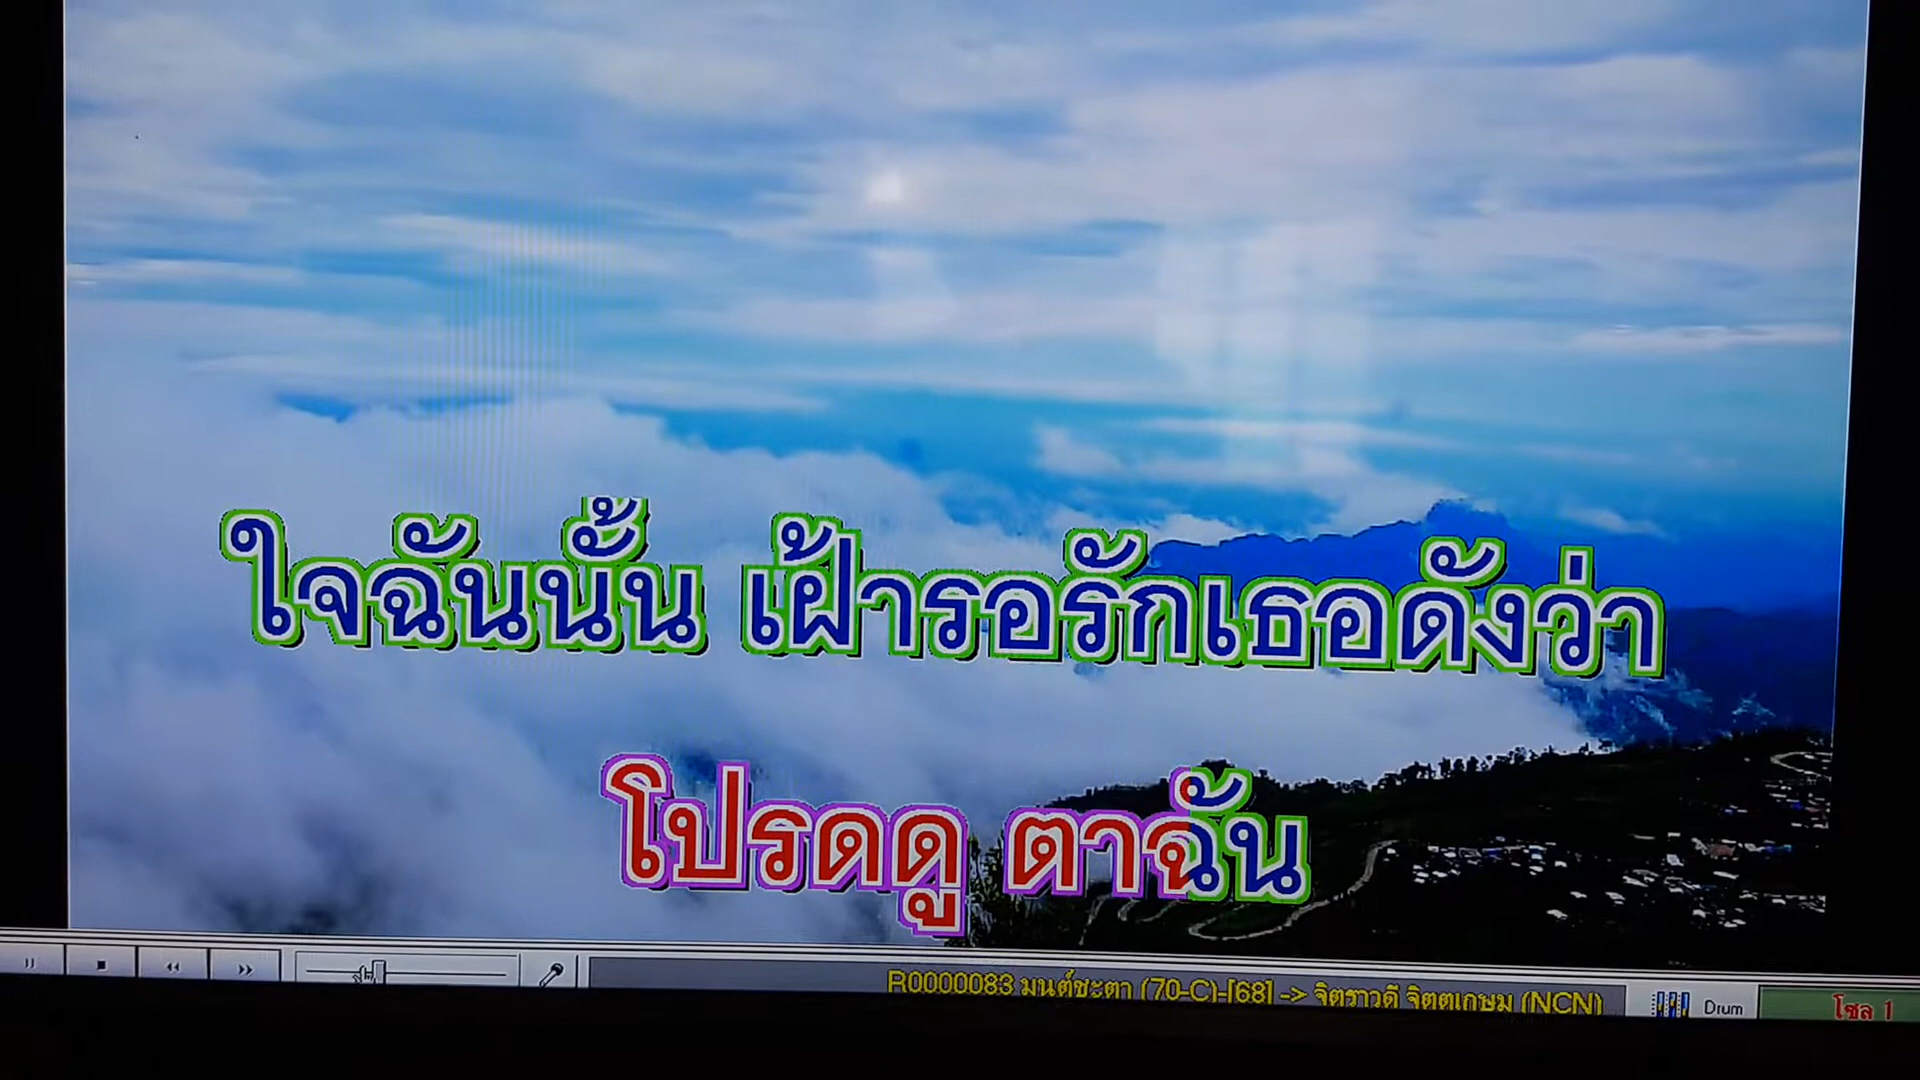 ใจฉันนั้น เฝ้ารอรักเธอดังว่า
โปรดดู ตาฉัน
R0000083 มนต์ชะตา (70-C)-[68] -> จิตราวดี จิตตเกษม (NCN)
Drum
โซล 1